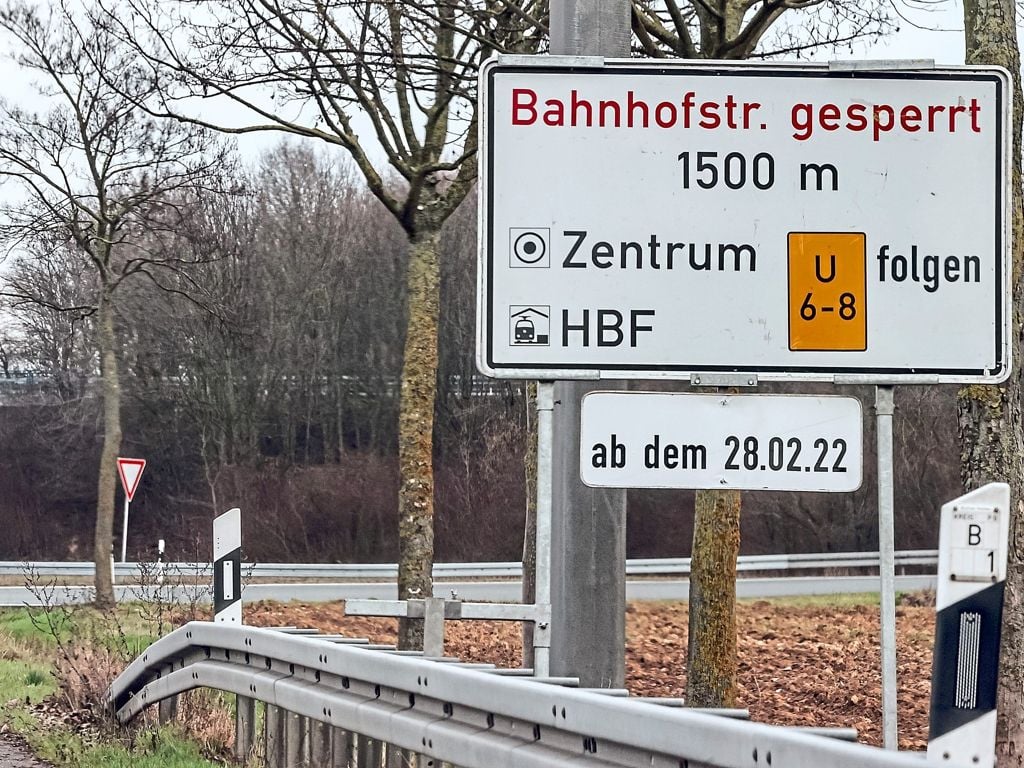 Bahnhofstr. gesperrt
1500 m
Zentrum
HBF
U
6-8
folgen
ab dem 28.02.22
B
1